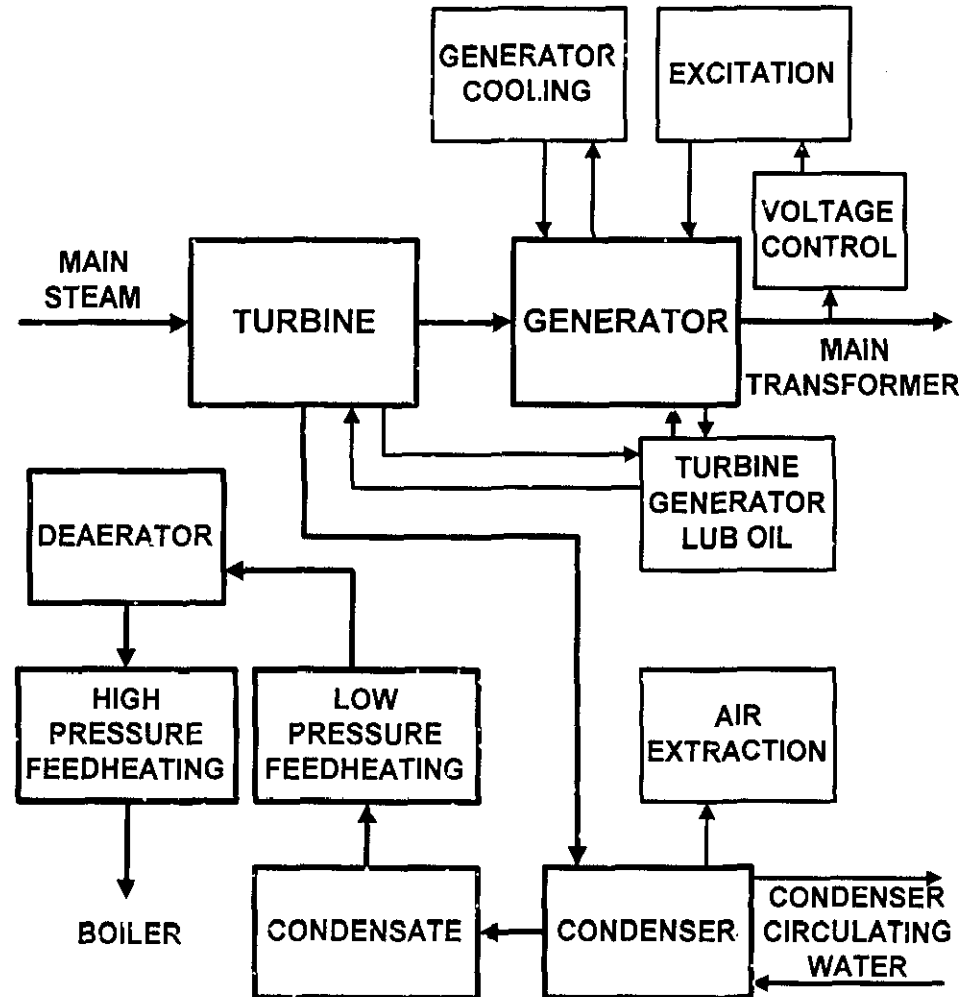 GENERATOR
COOLING
EXCITATION
VOLTAGE
CONTROL
MAIN
STEAM
TURBINE
GENERATOR
MAIN
TRANSFORMER
TURBINE
GENERATOR
LUB OIL
DEAERATOR
HIGH
PRESSURE
FEEDHEATING
LOW
PRESSURE
FEEDHEATING
AIR
EXTRACTION
BOILER
CONDENSATE
CONDENSER
CONDENSER
CIRCULATING
WATER